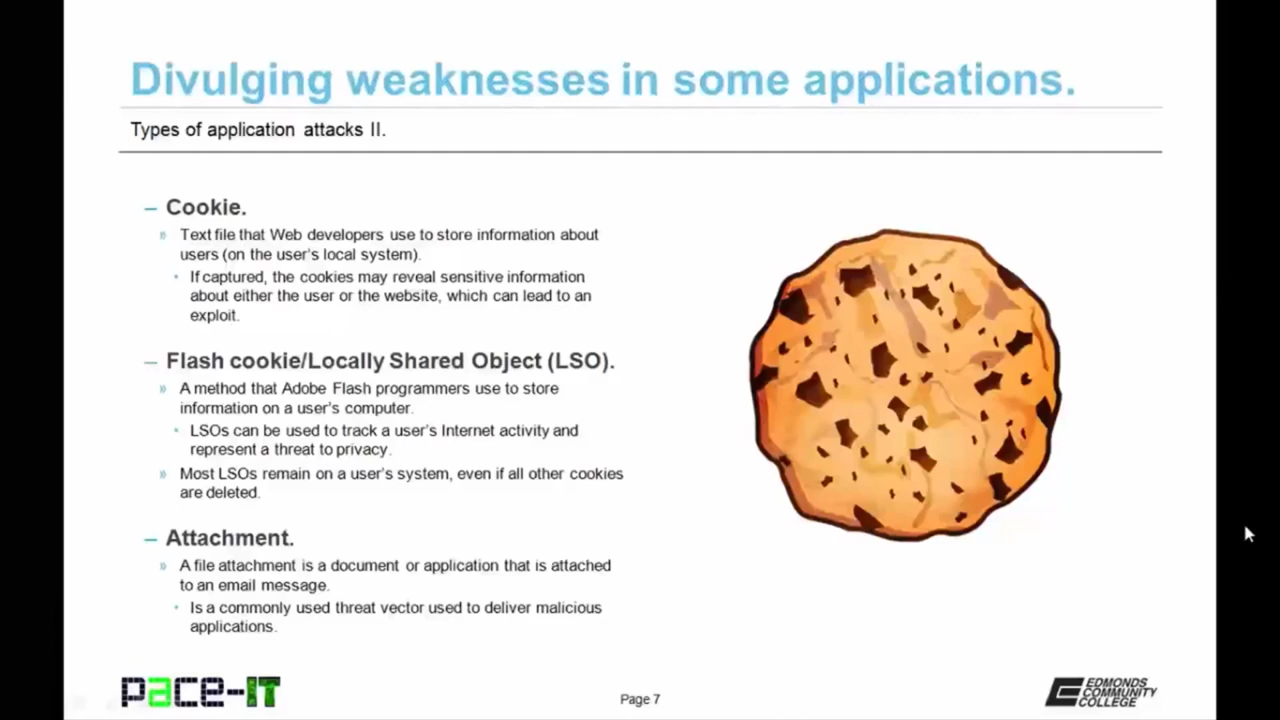 Divulging weaknesses in some applications.
Types of application attacks II.
– Cookie.
» Text file that Web developers use to store information about
users (on the user's local system).
• If captured, the cookies may reveal sensitive information
about either the user or the website, which can lead to an
exploit.
– Flash cookie/Locally Shared Object (LSO).
» A method that Adobe Flash programmers use to store
information on a user's computer.
• LSOs can be used to track a user's Internet activity and
represent a threat to privacy.
» Most LSOs remain on a user's system, even if all other cookies
are deleted.
– Attachment.
» A file attachment is a document or application that is attached
to an email message.
• Is a commonly used threat vector used to deliver malicious
applications.
pace-IT
Page 7
EDMONDS
COMMUNITY
COLLEGE